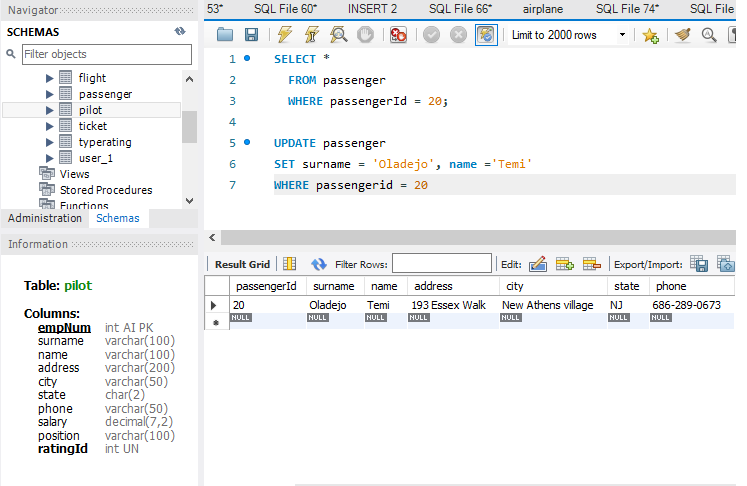 Navigator
53* SQL File 60* INSERT 2 SQL File 66* airplane SQL File 74* SQL File
SCHEMAS
Limit to 2000 rows
Filter objects
flight
passenger
pilot
ticket
typerating
user_1
Views
Stored Procedures
Functions
Administration Schemas
1 SELECT *
2 FROM passenger
3 WHERE passengerId = 20;
4
5 UPDATE passenger
6 SET surname = 'Oladejo', name ='Temi'
7 WHERE passengerid = 20
Information
Table: pilot
Columns:
empNum int AI PK
surname varchar(100)
name varchar(100)
address varchar(200)
city varchar(50)
state char(2)
phone varchar(50)
salary decimal(7,2)
position varchar(100)
ratingId int UN
Result Grid Filter Rows: Edit: Export/Import:
passengerId surname name address city state phone
20 Oladejo Temi 193 Essex Walk New Athens village NJ 686-289-0673
NULL NULL NULL NULL NULL NULL NULL